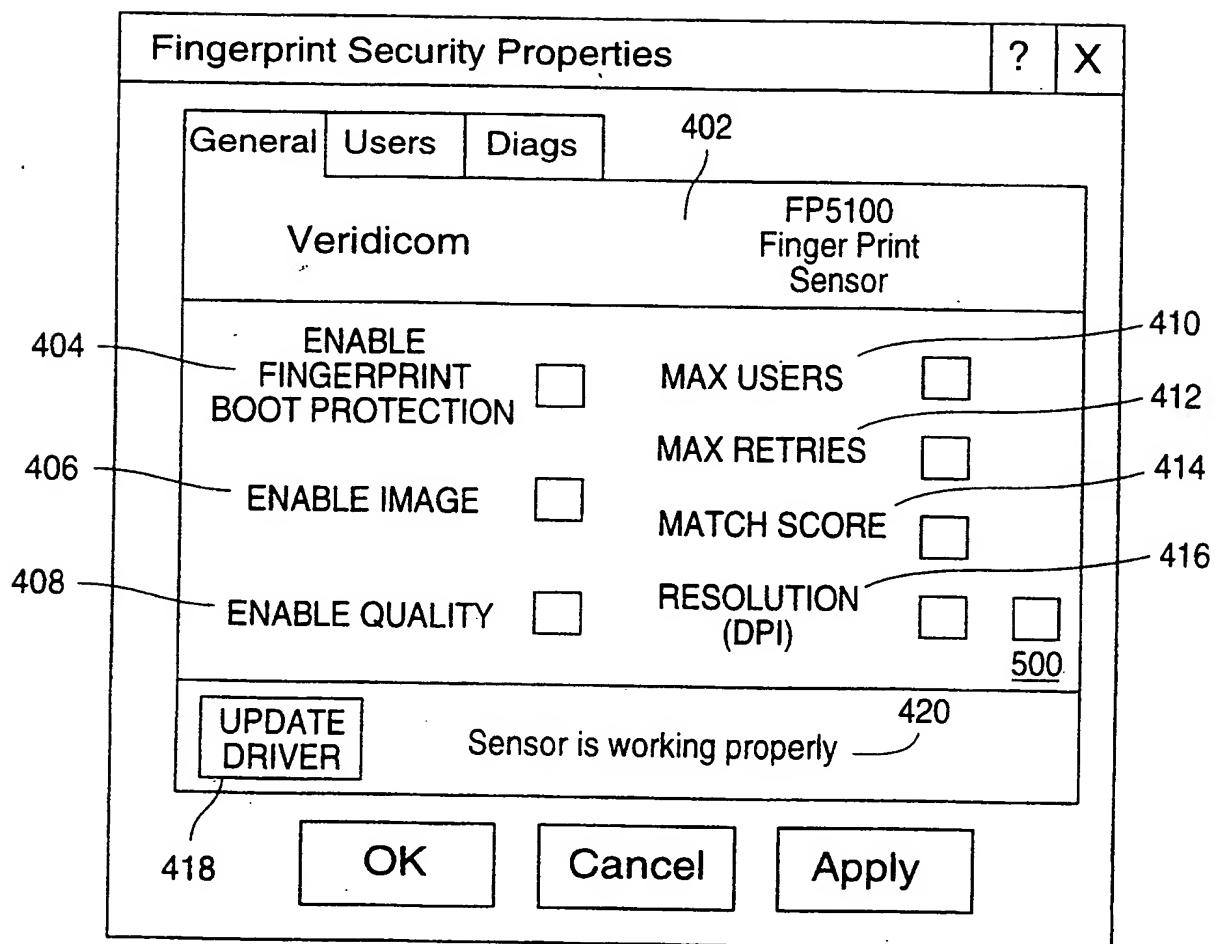 Fingerprint Security Properties ? X
General Users Diags
402
Veridicom
FP5100
Finger Print
Sensor
404
ENABLE
FINGERPRINT
BOOT PROTECTION
406
ENABLE IMAGE
408
ENABLE QUALITY
410
MAX USERS
412
MAX RETRIES
414
MATCH SCORE
416
RESOLUTION
(DPI)
500
UPDATE
DRIVER
Sensor is working properly
420
418
OK Cancel Apply